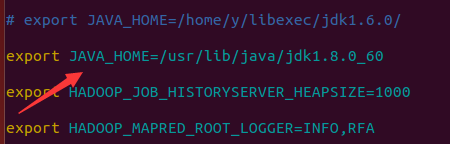 # export JAVA_HOME=/home/y/libexec/jdk1.6.0/
export JAVA_HOME=/usr/lib/java/jdk1.8.0_60
export HADOOP_JOB_HISTORYSERVER_HEAPSIZE=1000
export HADOOP_MAPRED_ROOT_LOGGER=INFO,RFA